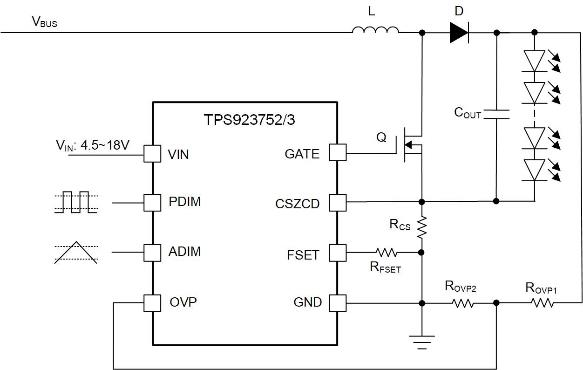 VBUS
L
D
TPS923752/3
COUT
Q
VIN: 4.5~18V
VIN
GATE
PDIM
CSZCD
RCS
ADIM
FSET
RFSET
OVP
GND
ROVP2
ROVP1